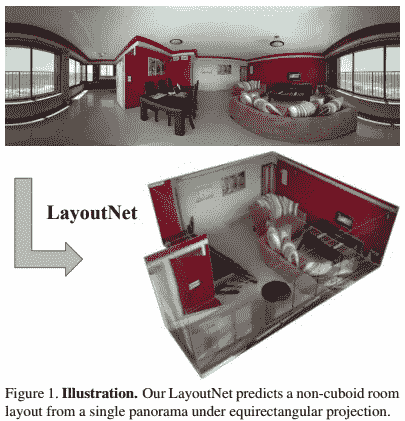 LayoutNet
Figure 1. Illustration. Our LayoutNet predicts a non-cuboid room
layout from a single panorama under equirectangular projection.